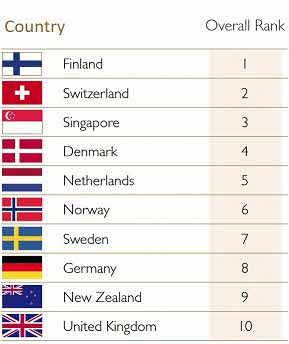 Country Overall Rank
Finland 1
Switzerland 2
Singapore 3
Denmark 4
Netherlands 5
Norway 6
Sweden 7
Germany 8
New Zealand 9
United Kingdom 10